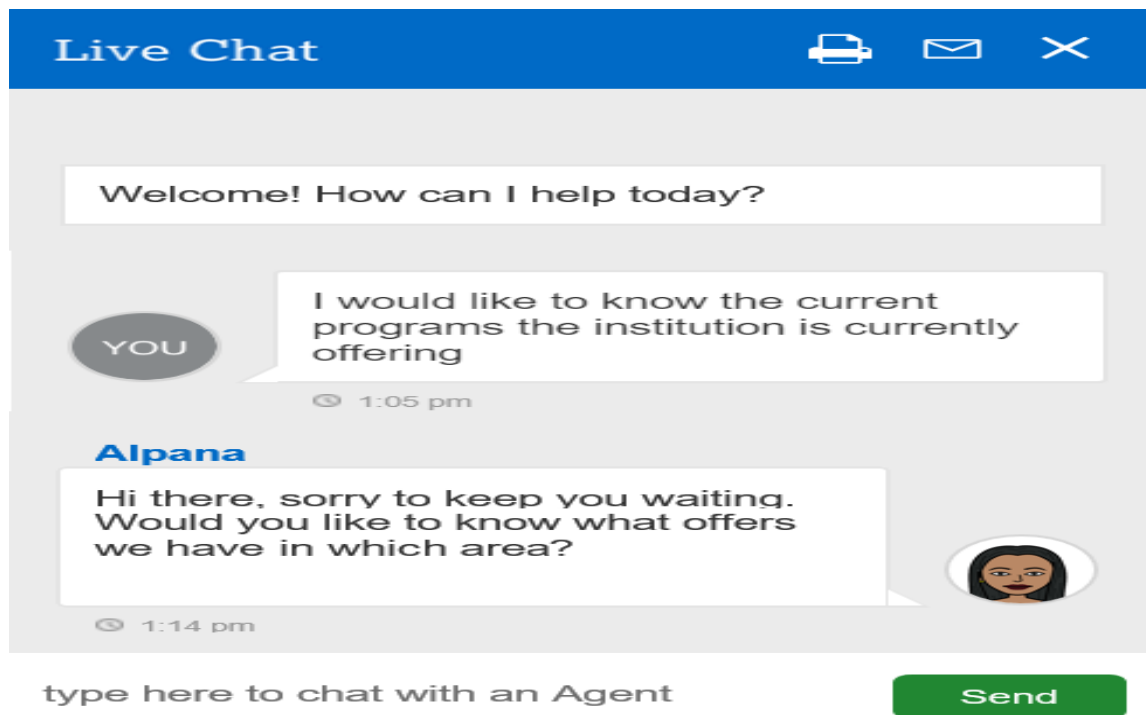 Live Chat
Welcome! How can I help today?
I would like to know the current
programs the institution is currently
offering
YOU
1:05 pm
Alpana
Hi there, sorry to keep you waiting.
Would you like to know what offers
we have in which area?
1:14 pm
type here to chat with an Agent
Send